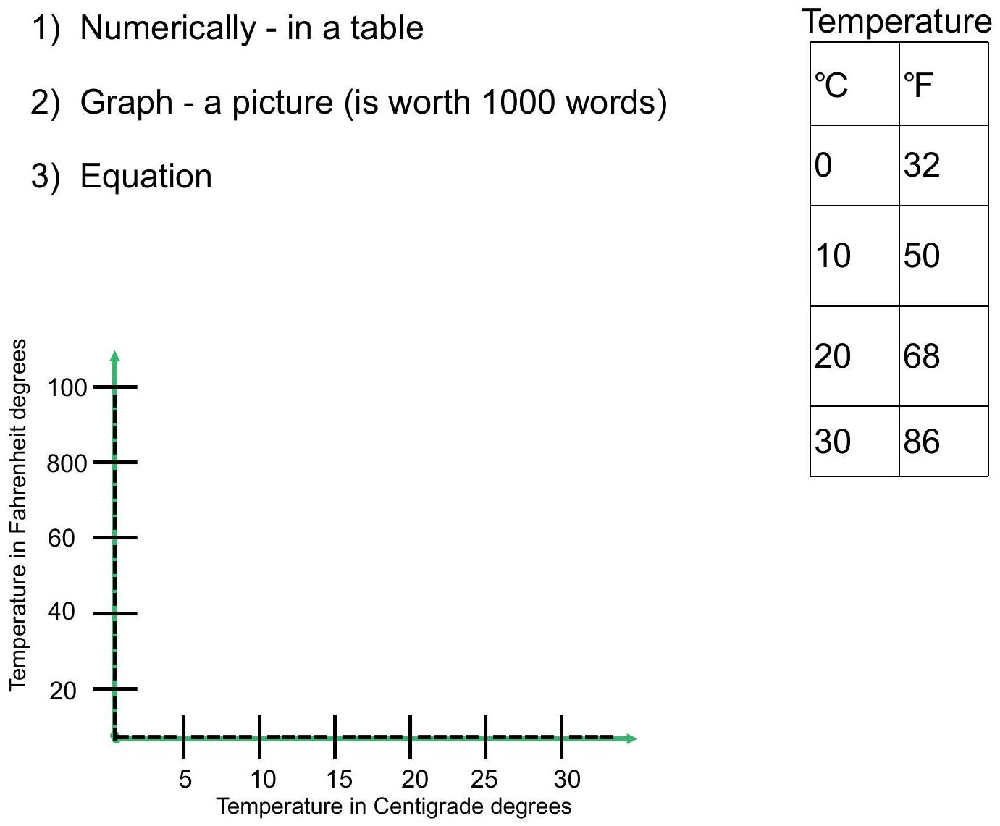 1) Numerically - in a table
2) Graph - a picture (is worth 1000 words)
3) Equation
Temperature
°C °F
0 32
10 50
20 68
30 86
Temperature in Fahrenheit degrees
100
800
60
40
20
5 10 15 20 25 30
Temperature in Centigrade degrees